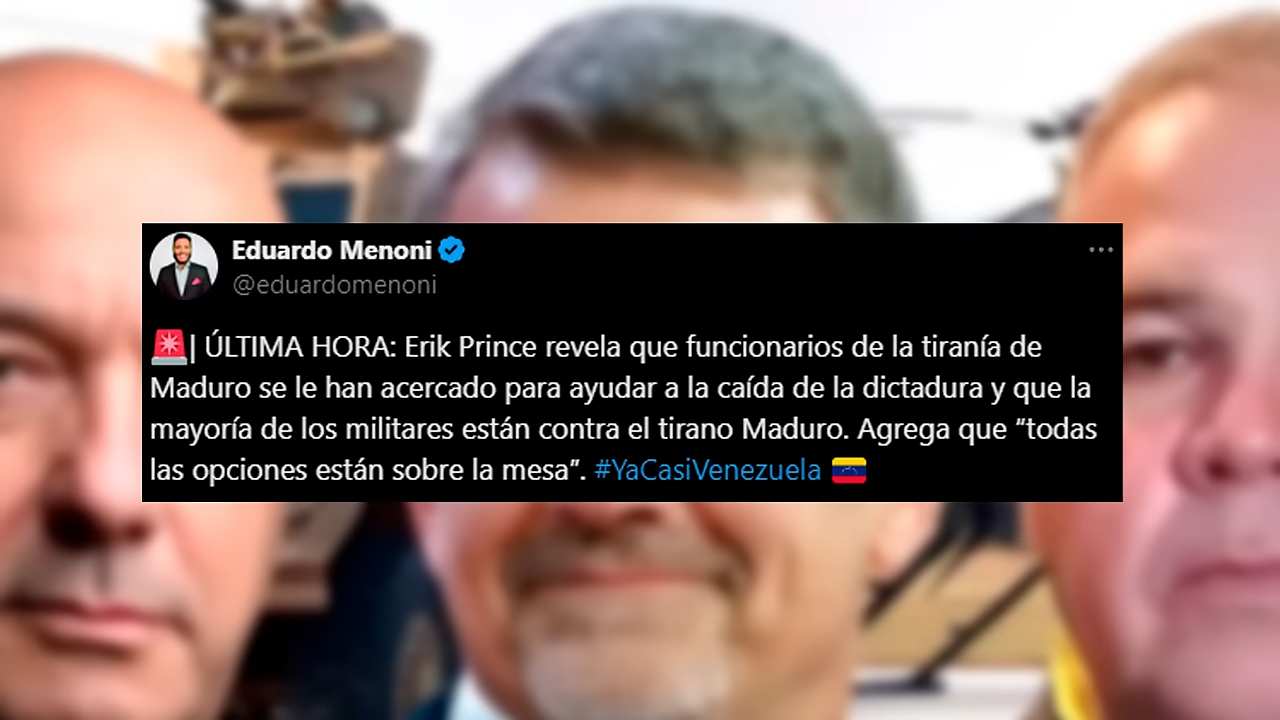 Eduardo Menoni
@eduardomenoni
🚨| ÚLTIMA HORA: Erik Prince revela que funcionarios de la tiranía de
Maduro se le han acercado para ayudar a la caída de la dictadura y que la
mayoría de los militares están contra el tirano Maduro. Agrega que “todas
las opciones están sobre la mesa”. #YaCasiVenezuela 🇻🇪